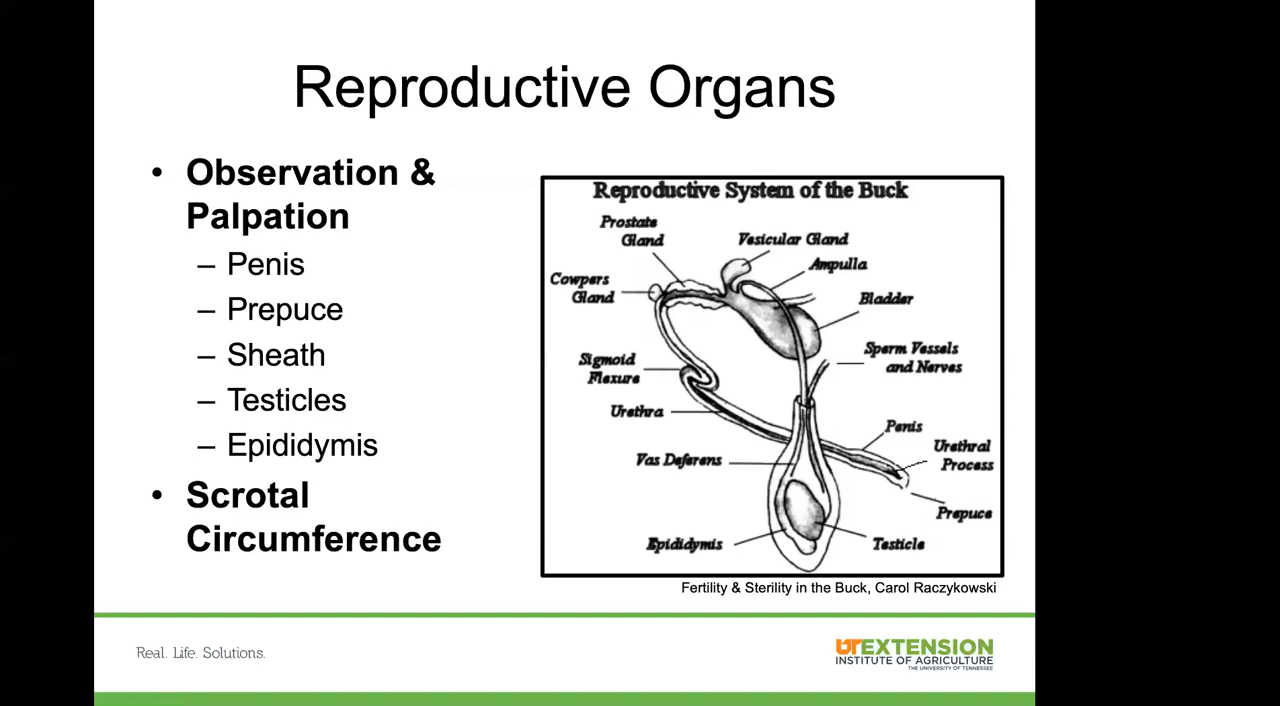 Reproductive Organs
• Observation &
Palpation
– Penis
– Prepuce
– Sheath
– Testicles
– Epididymis
• Scrotal
Circumference
Reproductive System of the Buck
Prostate
Gland
Vesicular Gland
Ampulla
Cowpers
Gland
Bladder
Sperm Vessels
and Nerves
Sigmoid
Flexure
Urethra
Penis
Urethral
Process
Vas Deferens
Prepuce
Epididymis
Testicle
Fertility & Sterility in the Buck, Carol Raczykowski
Real. Life. Solutions.
UT EXTENSION
INSTITUTE OF AGRICULTURE
THE UNIVERSITY OF TENNESSEE